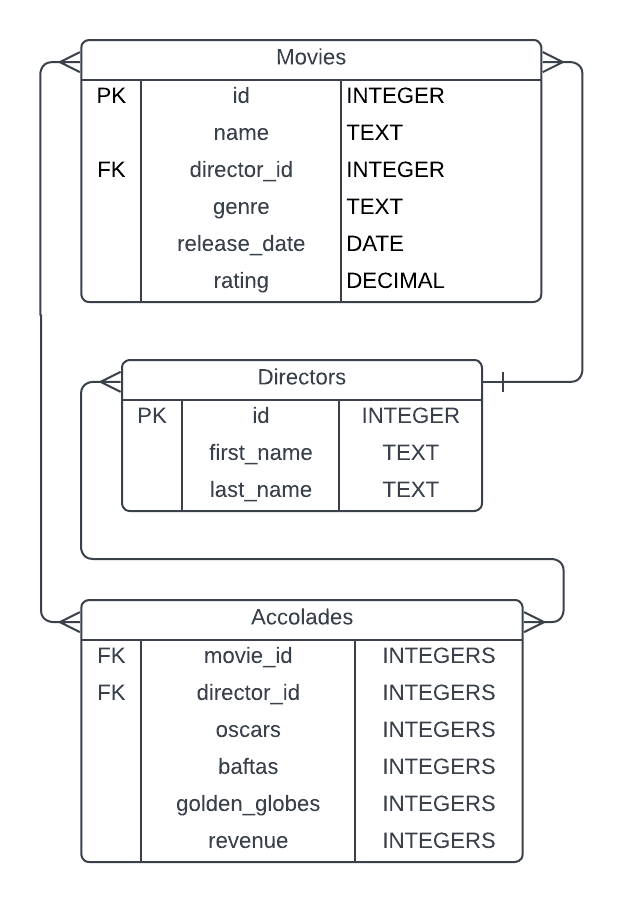 Movies
PK id INTEGER
name TEXT
FK director_id INTEGER
genre TEXT
release_date DATE
rating DECIMAL
Directors
PK id INTEGER
first_name TEXT
last_name TEXT
Accolades
FK movie_id INTEGERS
FK director_id INTEGERS
oscars INTEGERS
baftas INTEGERS
golden_globes INTEGERS
revenue INTEGERS